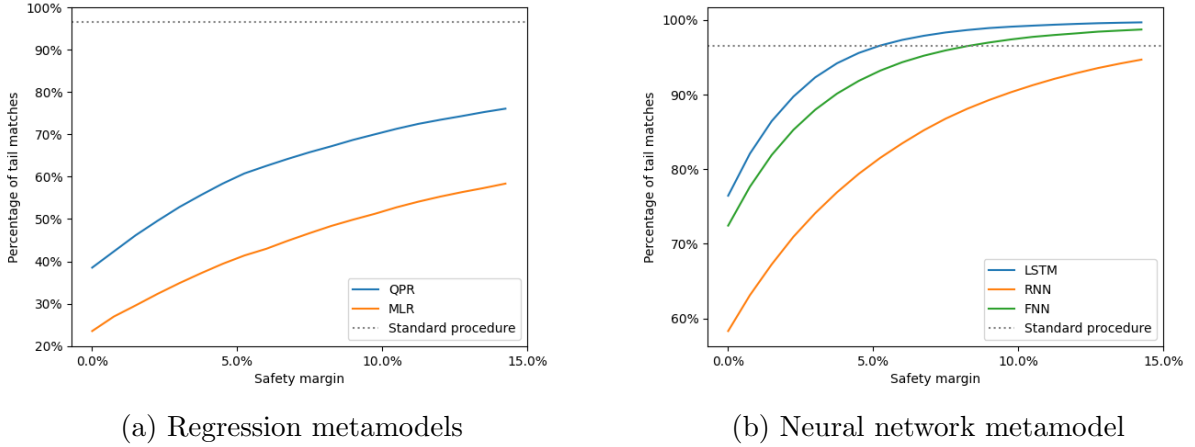 100%
90%
80%
70%
60%
50%
40%
30%
20%
Percentage of tail matches
QPR
MLR
Standard procedure
0.0%
5.0%
10.0%
15.0%
Safety margin
(a) Regression metamodels
100%
90%
80%
70%
60%
Percentage of tail matches
LSTM
RNN
FNN
Standard procedure
0.0%
5.0%
10.0%
15.0%
Safety margin
(b) Neural network metamodel